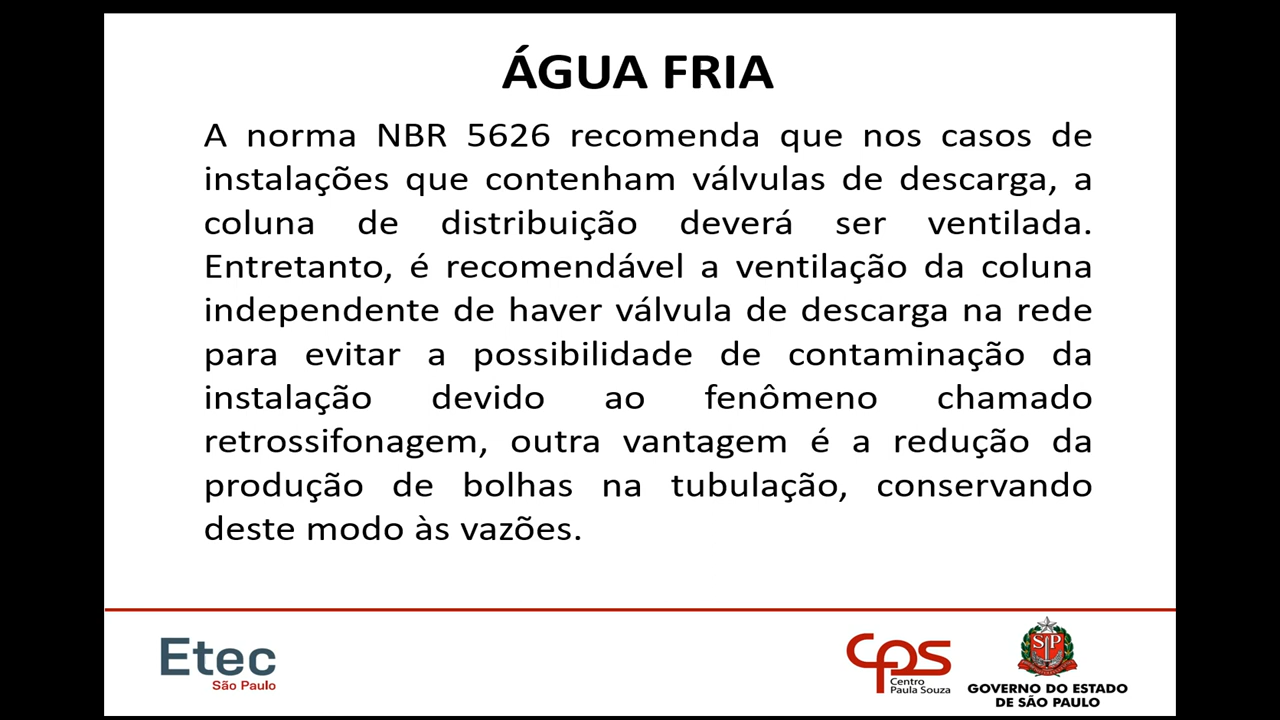 ÁGUA FRIA
A norma NBR 5626 recomenda que nos casos de
instalações que contenham válvulas de descarga, a
coluna de distribuição deverá ser ventilada.
Entretanto, é recomendável a ventilação da coluna
independente de haver válvula de descarga na rede
para evitar a possibilidade de contaminação da
instalação devido ao fenômeno chamado
retrossifonagem, outra vantagem é a redução da
produção de bolhas na tubulação, conservando
deste modo às vazões.
Etec
São Paulo
cps
Centro
Paula Souza
SP
GOVERNO DO ESTADO
DE SÃO PAULO